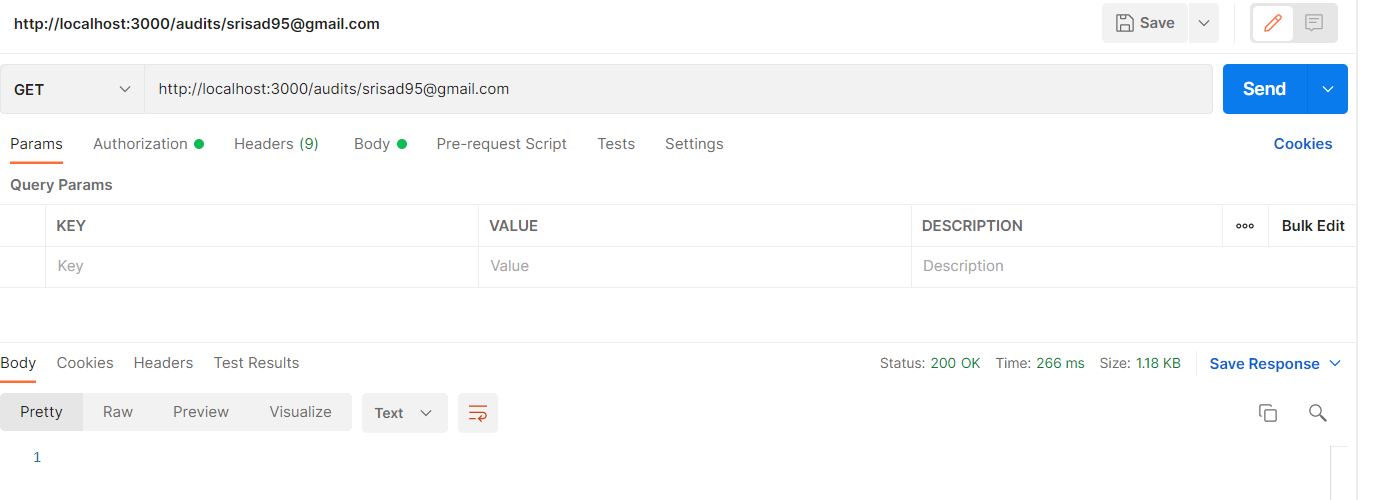 http://localhost:3000/audits/srisad95@gmail.com Save
GET http://localhost:3000/audits/srisad95@gmail.com Send
Params Authorization Headers (9) Body Pre-request Script Tests Settings Cookies
Query Params
KEY VALUE DESCRIPTION ooo Bulk Edit
Key Value Description
Body Cookies Headers Test Results Status: 200 OK Time: 266 ms Size: 1.18 KB Save Response
Pretty Raw Preview Visualize Text
1